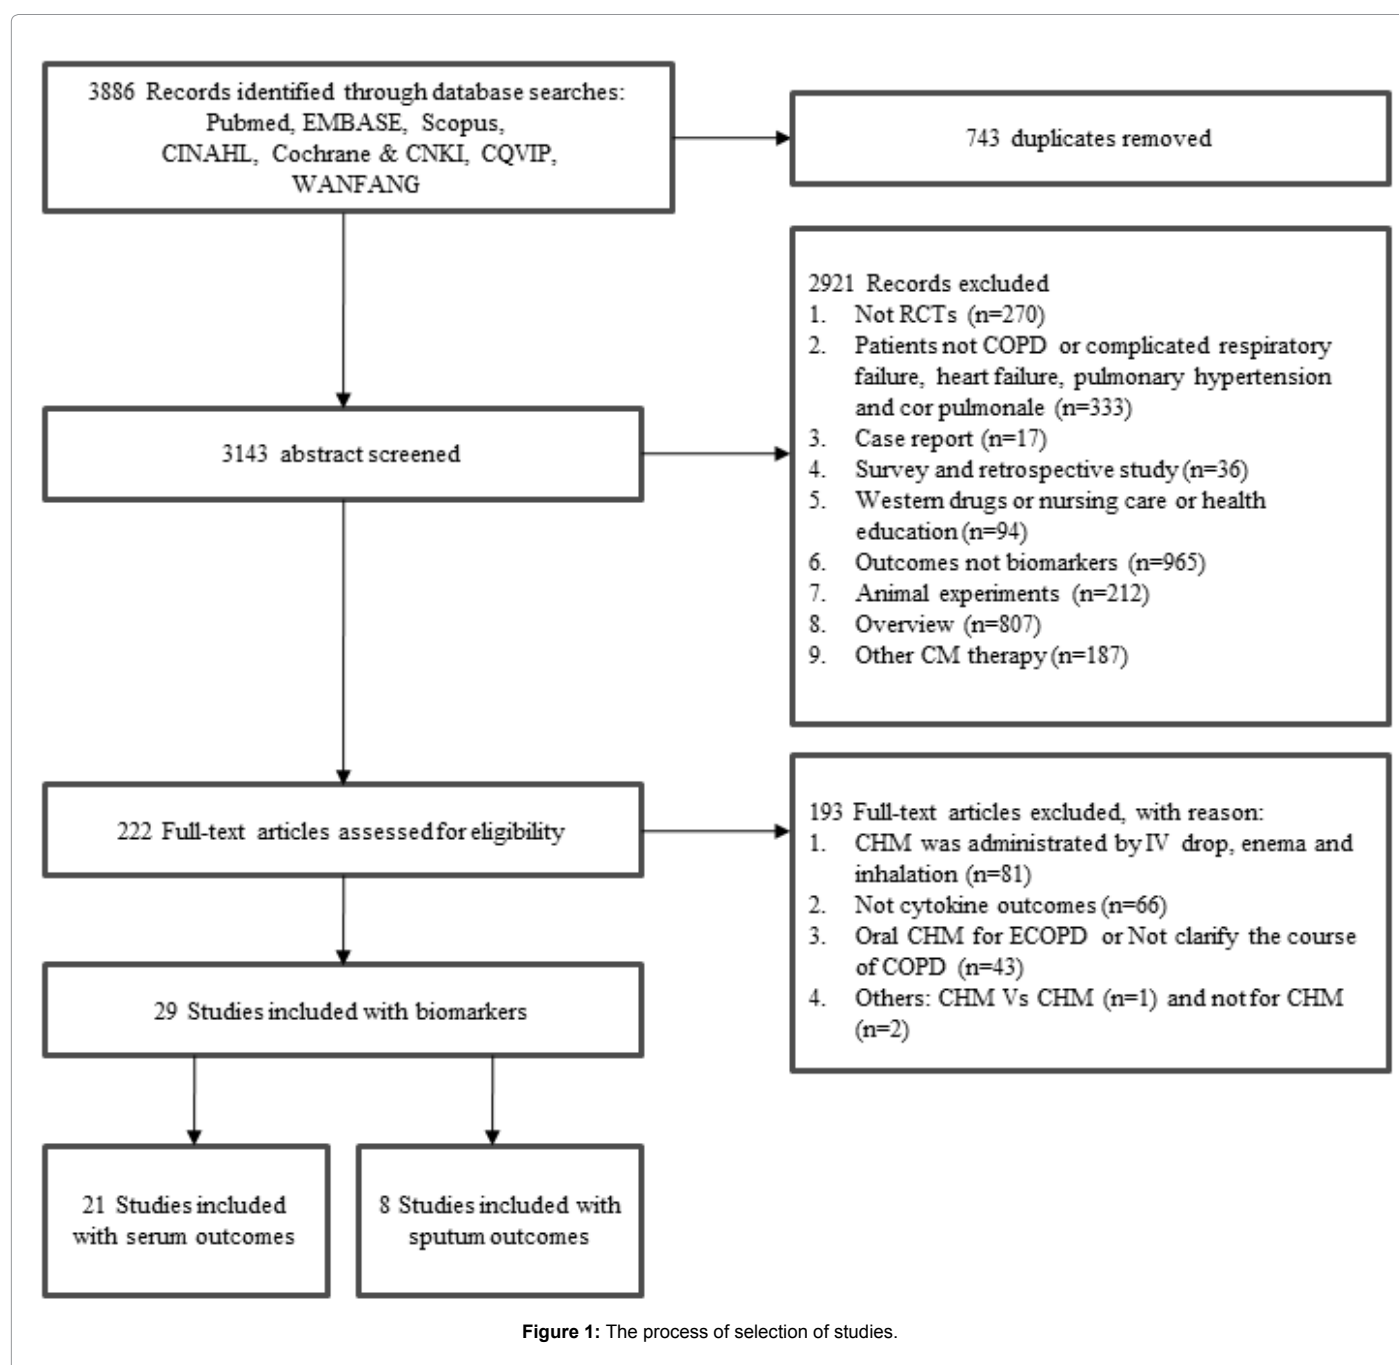 3886 Records identified through database searches:
Pubmed, EMBASE, Scopus,
CINAHL, Cochrane & CNKI, CQVIP,
WANFANG
743 duplicates removed
3143 abstract screened
2921 Records excluded
1. Not RCTs (n=270)
2. Patients not COPD or complicated respiratory
failure, heart failure, pulmonary hypertension
and cor pulmonale (n=333)
3. Case report (n=17)
4. Survey and retrospective study (n=36)
5. Western drugs or nursing care or health
education (n=94)
6. Outcomes not biomarkers (n=965)
7. Animal experiments (n=212)
8. Overview (n=807)
9. Other CM therapy (n=187)
222 Full-text articles assessed for eligibility
193 Full-text articles excluded, with reason:
1. CHM was administrated by IV drop, enema and
inhalation (n=81)
2. Not cytokine outcomes (n=66)
3. Oral CHM for ECOPD or Not clarify the course
of COPD (n=43)
4. Others: CHM Vs CHM (n=1) and not for CHM
(n=2)
29 Studies included with biomarkers
21 Studies included
with serum outcomes
8 Studies included with
sputum outcomes
Figure 1: The process of selection of studies.